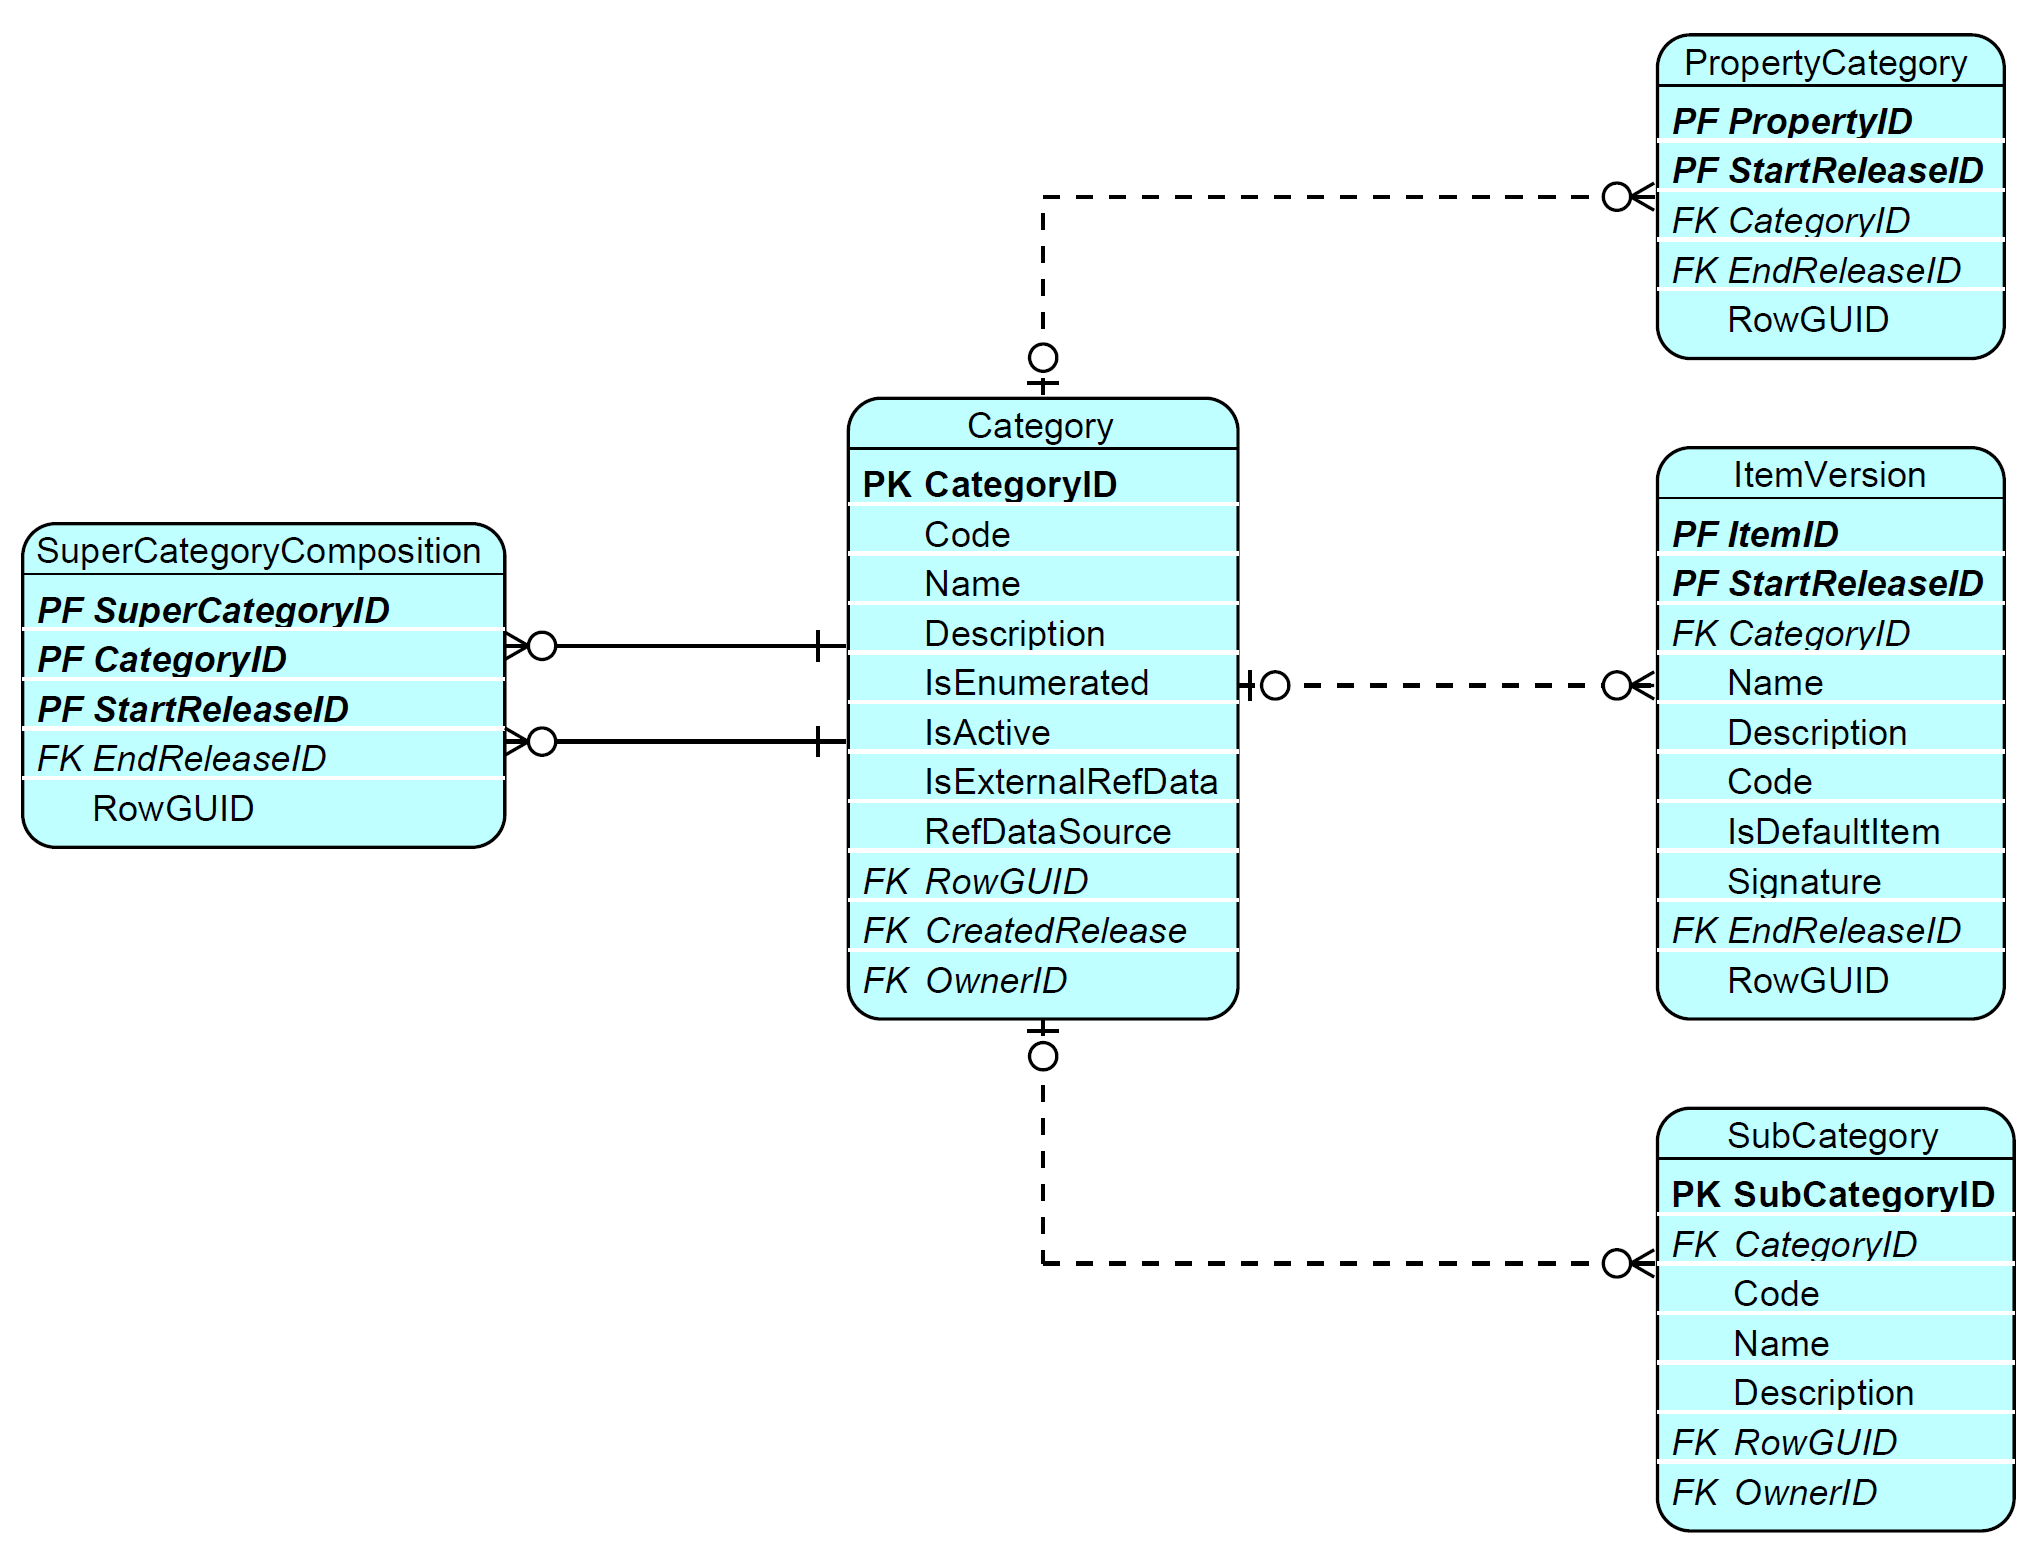 PropertyCategory
PF PropertyID
PF StartReleaseID
FK CategoryID
FK EndReleaseID
RowGUID
Category
PK CategoryID
Code
Name
Description
IsEnumerated
IsActive
IsExternalRefData
RefDataSource
FK RowGUID
FK CreatedRelease
FK OwnerID
SuperCategoryComposition
PF SuperCategoryID
PF CategoryID
PF StartReleaseID
FK EndReleaseID
RowGUID
ItemVersion
PF ItemID
PF StartReleaseID
FK CategoryID
Name
Description
Code
IsDefaultItem
Signature
FK EndReleaseID
RowGUID
SubCategory
PK SubCategoryID
FK CategoryID
Code
Name
Description
FK RowGUID
FK OwnerID